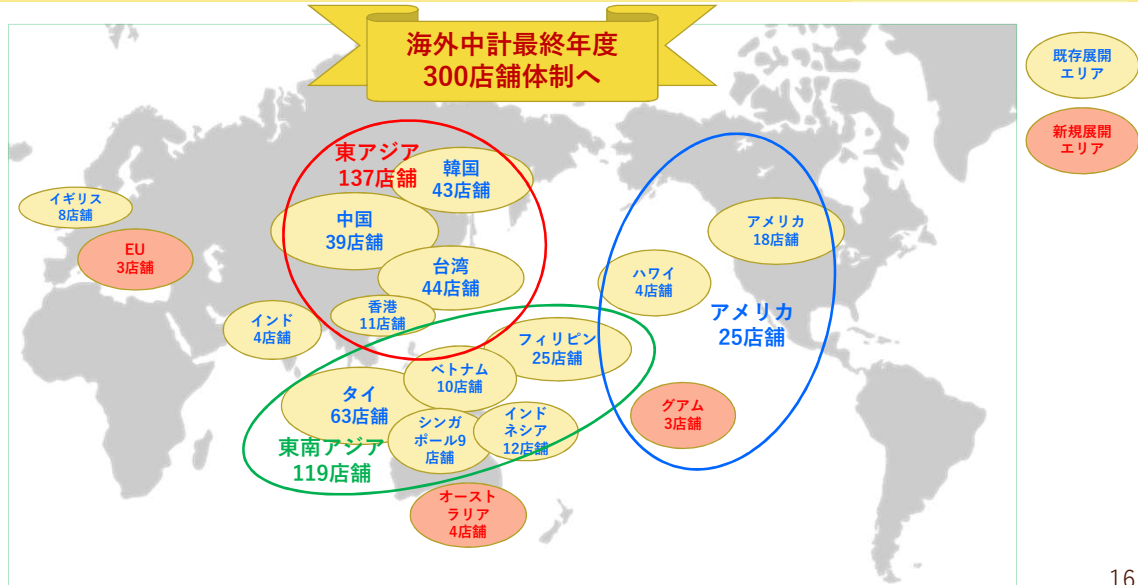 海外中計最終年度
300店舗体制へ
既存展開
エリア
新規展開
エリア
東アジア
137店舗
韓国
43店舗
中国
39店舗
台湾
44店舗
香港
11店舗
イギリス
8店舗
EU
3店舗
インド
4店舗
アメリカ
18店舗
ハワイ
4店舗
アメリカ
25店舗
グアム
3店舗
フィリピン
25店舗
ベトナム
10店舗
タイ
63店舗
シンガ
ポール9
店舗
インド
ネシア
12店舗
東南アジア
119店舗
オースト
ラリア
4店舗
16